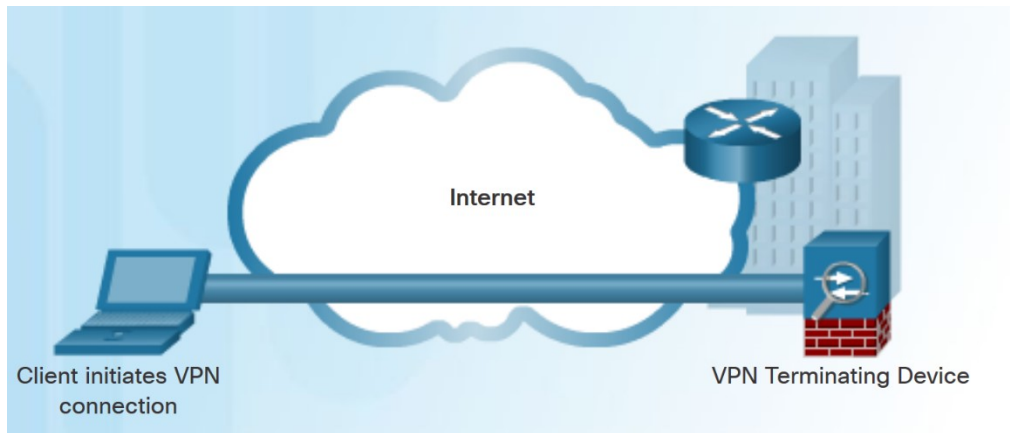 Internet
Client initiates VPN
connection
VPN Terminating Device